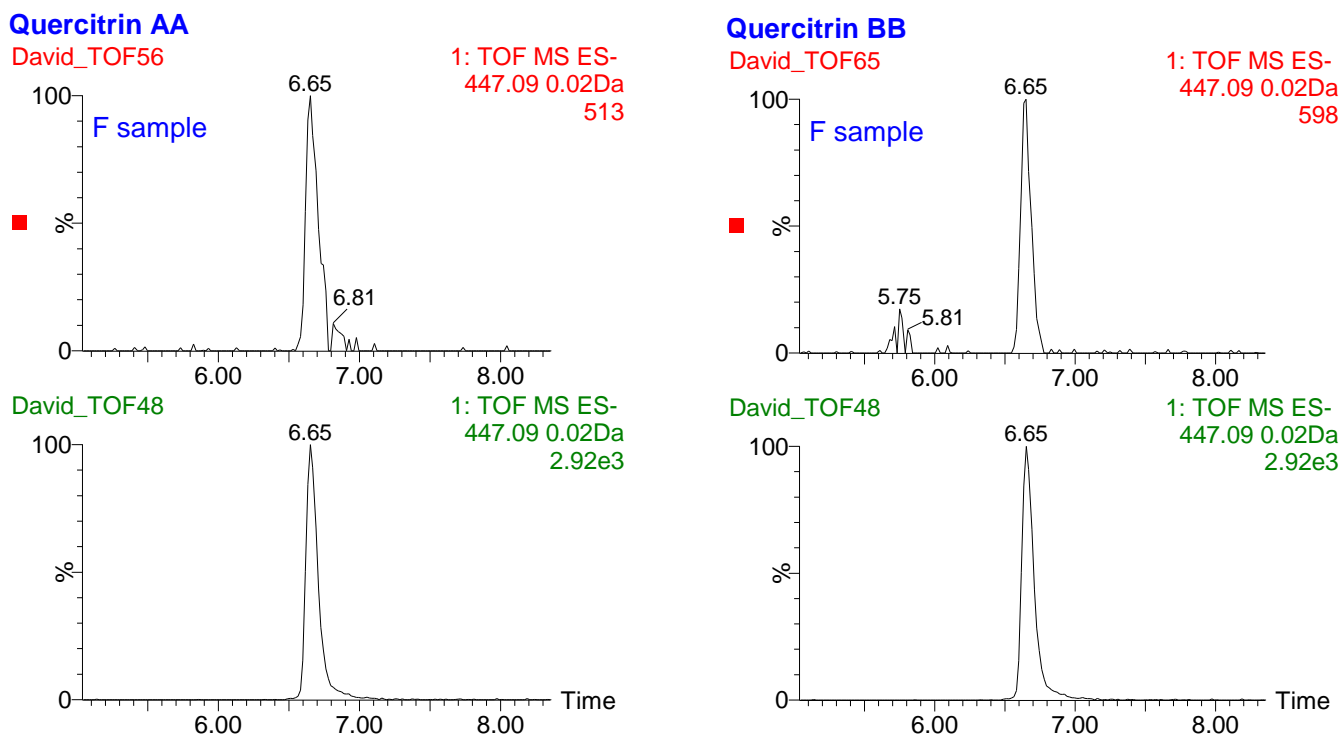 Quercitrin AA
David_TOF56
1: TOF MS ES-
447.09 0.02Da
513
F sample
100
%
0
6.65
6.81
6.00 7.00 8.00
David_TOF48
1: TOF MS ES-
447.09 0.02Da
2.92e3
100
%
0
6.65
Time
6.00 7.00 8.00
Quercitrin BB
David_TOF65
1: TOF MS ES-
447.09 0.02Da
598
F sample
100
%
0
6.65
5.75
5.81
6.00 7.00 8.00
David_TOF48
1: TOF MS ES-
447.09 0.02Da
2.92e3
100
%
0
6.65
Time
6.00 7.00 8.00